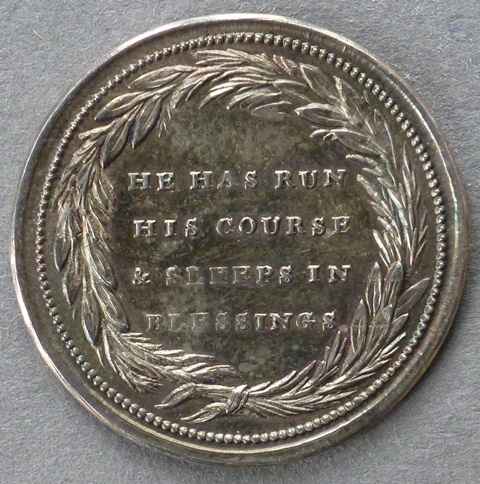 HE HAS RUN
HIS COURSE
& SLEEPS IN
BLESSINGS